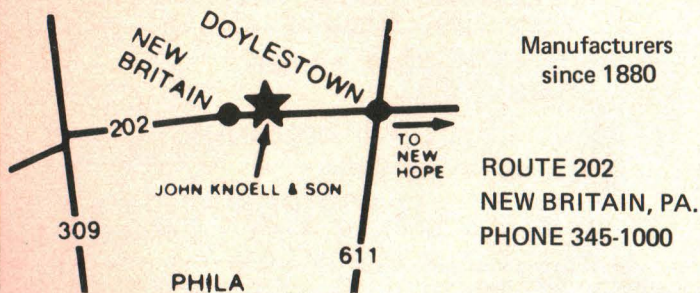 NEW
BRITAIN
DOYLESTOWN
202
TO
NEW
HOPE
JOHN KNOELL & SON
309
611
PHILA
Manufacturers
since 1880
ROUTE 202
NEW BRITAIN, PA.
PHONE 345-1000